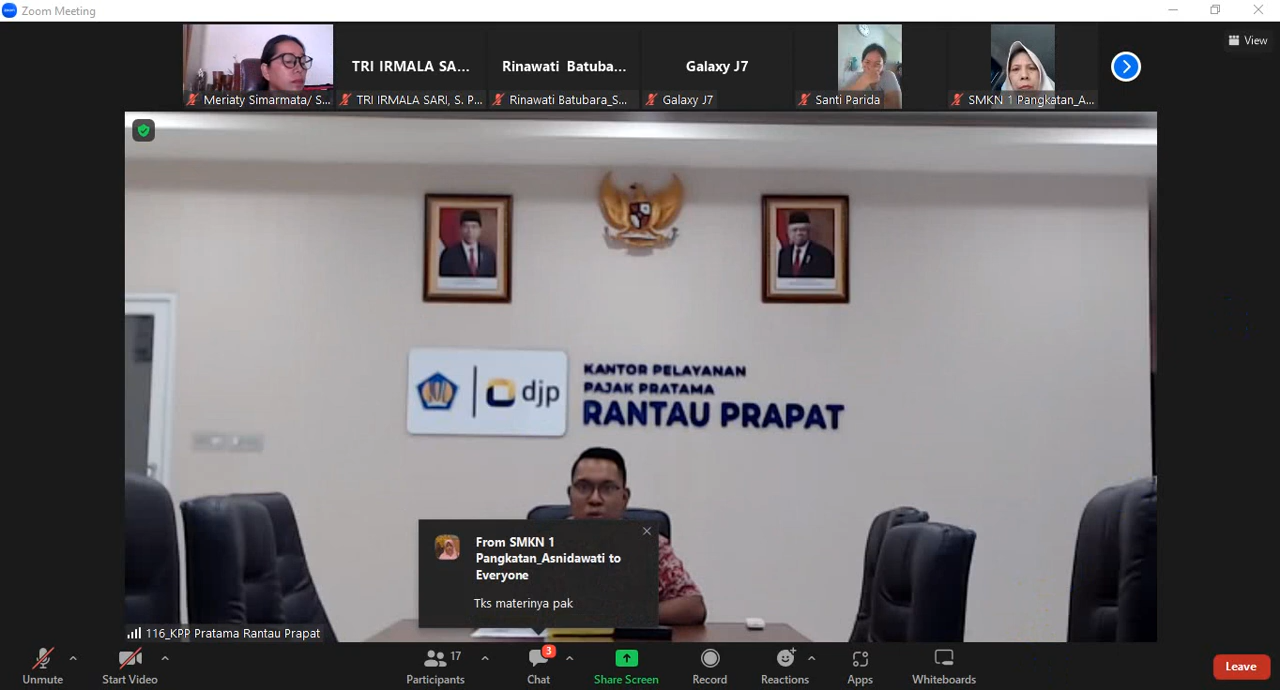 Zoom Meeting
View
TRI IRMALA SA...
Rinawati Batuba...
Galaxy J7
Meriaty Simarmata/ S...
TRI IRMALA SARI, S. P...
Rinawati Batubara_S...
Galaxy J7
Santi Parida
SMKN 1 Pangkatan_A...
djp
KANTOR PELAYANAN
PAJAK PRATAMA
RANTAU PRAPAT
From SMKN 1
Pangkatan_Asnidawati to
Everyone
Tks materinya pak
116_KPP Pratama Rantau Prapat
17
3
Unmute
Start Video
Participants
Chat
Share Screen
Record
Reactions
Apps
Whiteboards
Leave